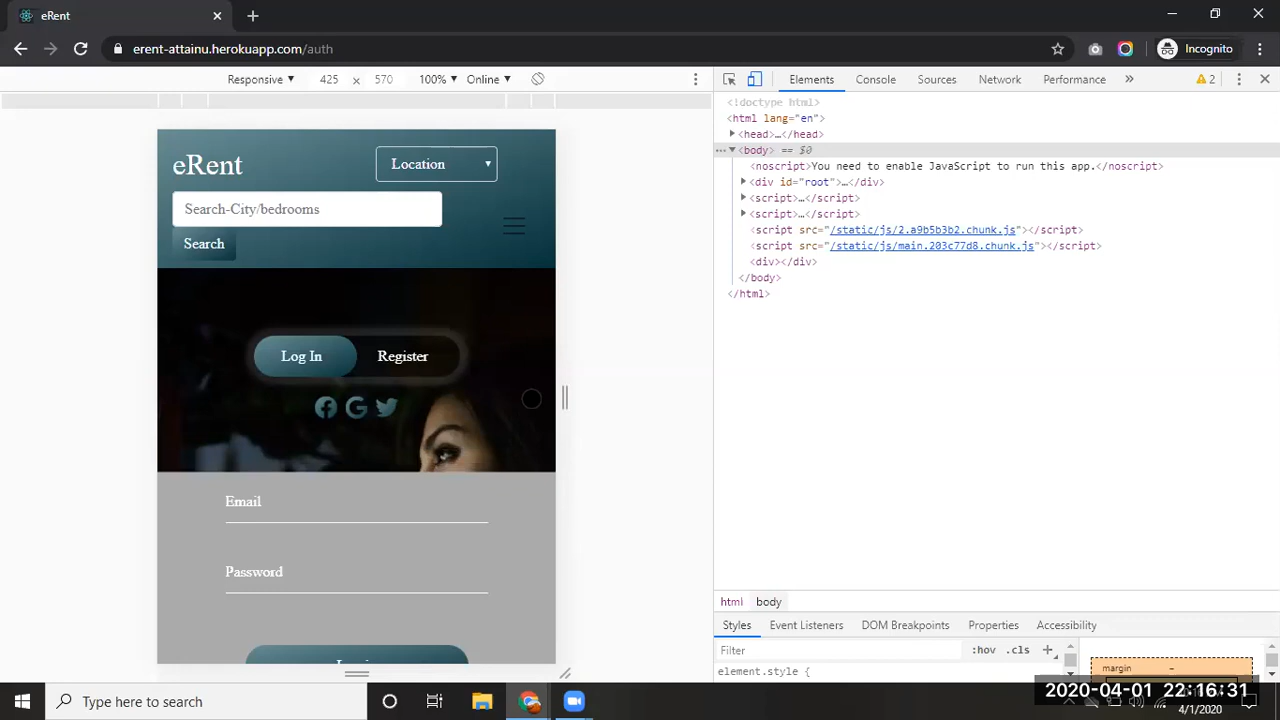 eRent
erent-attainu.herokuapp.com/auth
Incognito
Responsive
425 × 570
100%
Online
Elements
Console
Sources
Network
Performance
2
<!doctype html>
<html lang="en">
<head>…</head>
<body> == $0
<noscript>You need to enable JavaScript to run this app.</noscript>
<div id="root">…</div>
<script>…</script>
<script>…</script>
<script src="/static/js/2.a9b5b3b2.chunk.js"></script>
<script src="/static/js/main.203c77d8.chunk.js"></script>
<div></div>
</body>
</html>
eRent
Location
Search-City/bedrooms
Search
Log In
Register
Email
Password
html
body
Styles
Event Listeners
DOM Breakpoints
Properties
Accessibility
Filter
:hov
.cls
element.style {
margin
Type here to search
2020-04-01 22:16:31
4/1/2020